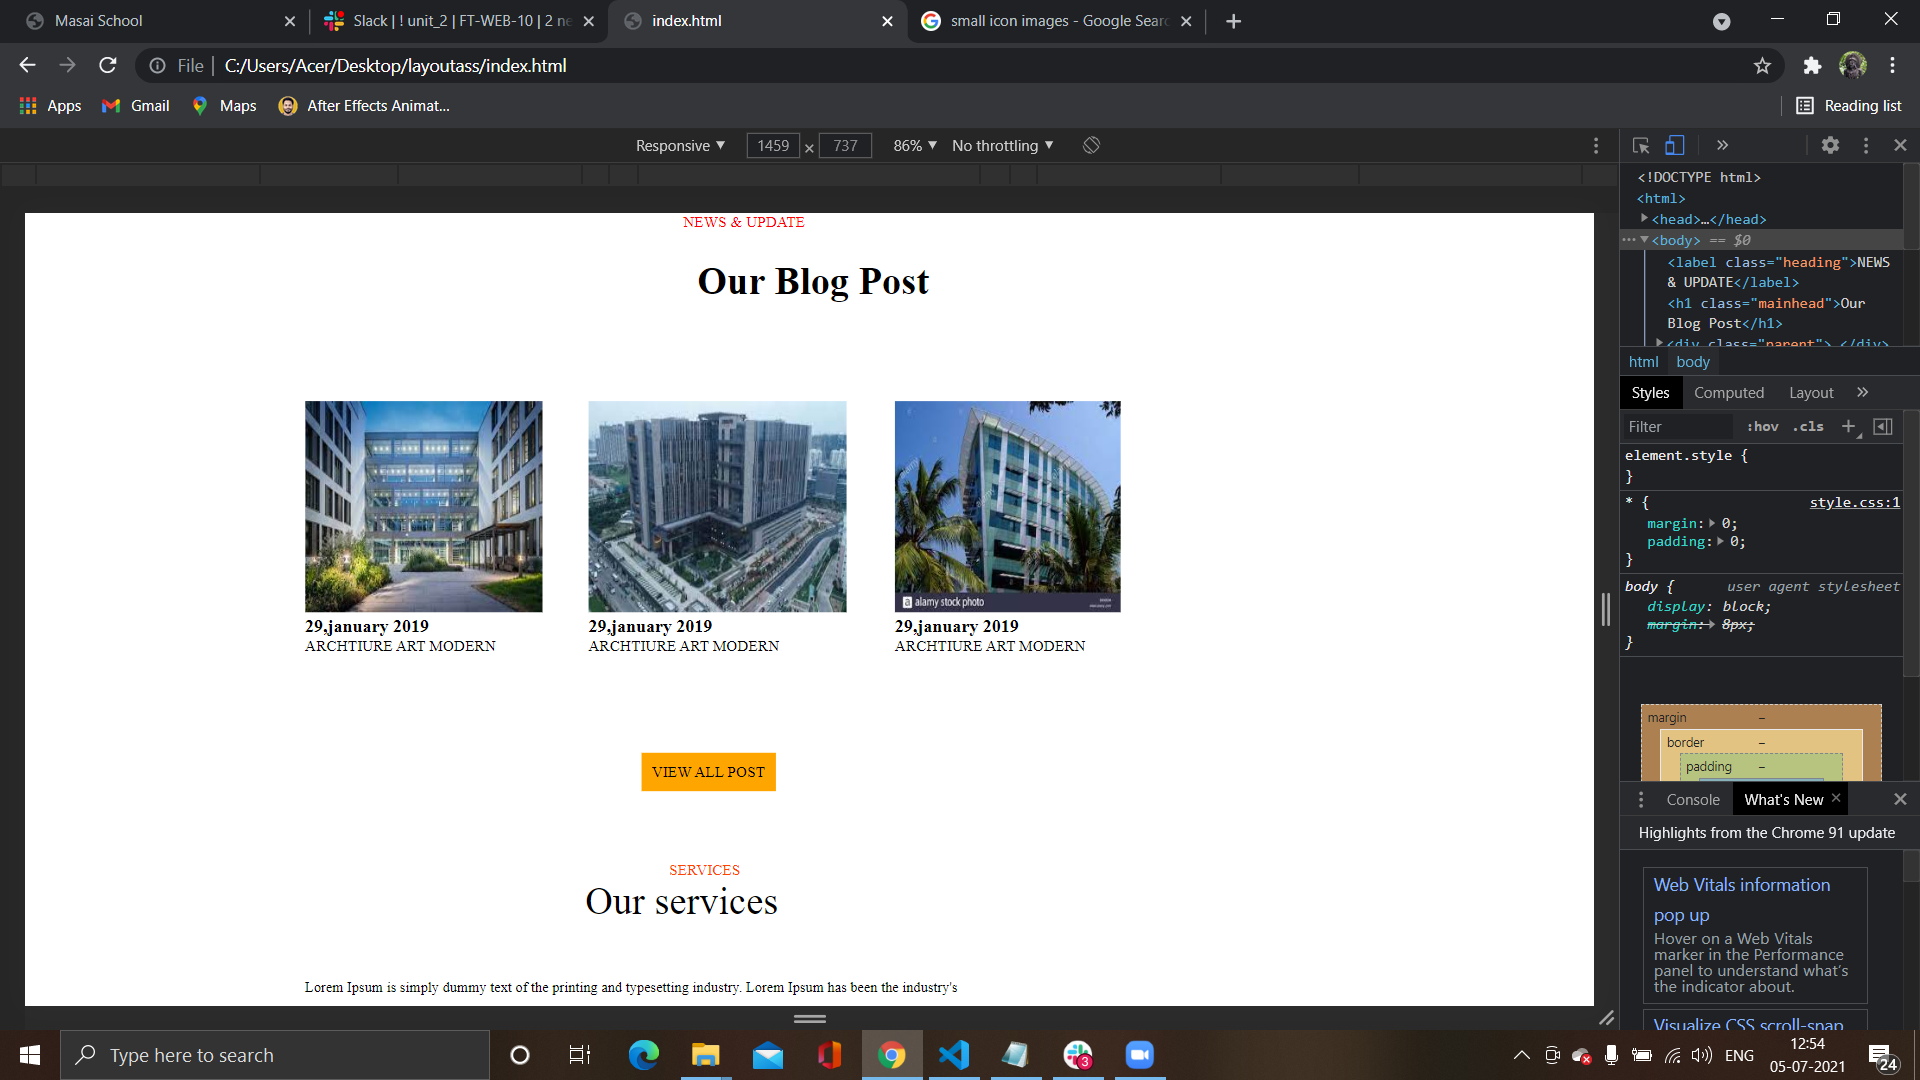 Masai School
Slack | ! unit_2 | FT-WEB-10 | 2 ne
index.html
small icon images - Google Searc
File
C:/Users/Acer/Desktop/layoutass/index.html
Apps
Gmail
Maps
After Effects Animat...
Reading list
Responsive ▼
1459 × 737
86% ▼
No throttling ▼
<!DOCTYPE html>
<html>
<head>…</head>
<body> == $0
<label class="heading">NEWS
& UPDATE</label>
<h1 class="mainhead">Our
Blog Post</h1>
<div class="parent">…</div>
html body
Styles Computed Layout »
Filter :hov .cls +
element.style {
}
* { style.css:1
margin: 0;
padding: 0;
}
body { user agent stylesheet
display: block;
margin: 8px;
}
margin –
border –
padding –
Console What's New
Highlights from the Chrome 91 update
Web Vitals information
pop up
Hover on a Web Vitals
marker in the Performance
panel to understand what's
the indicator about.
Visualize CSS scroll-snap
NEWS & UPDATE
Our Blog Post
a alamy stock photo
29,january 2019
ARCHTIURE ART MODERN
29,january 2019
ARCHTIURE ART MODERN
29,january 2019
ARCHTIURE ART MODERN
VIEW ALL POST
SERVICES
Our services
Lorem Ipsum is simply dummy text of the printing and typesetting industry. Lorem Ipsum has been the industry's
Type here to search
3
ENG
12:54
05-07-2021
24